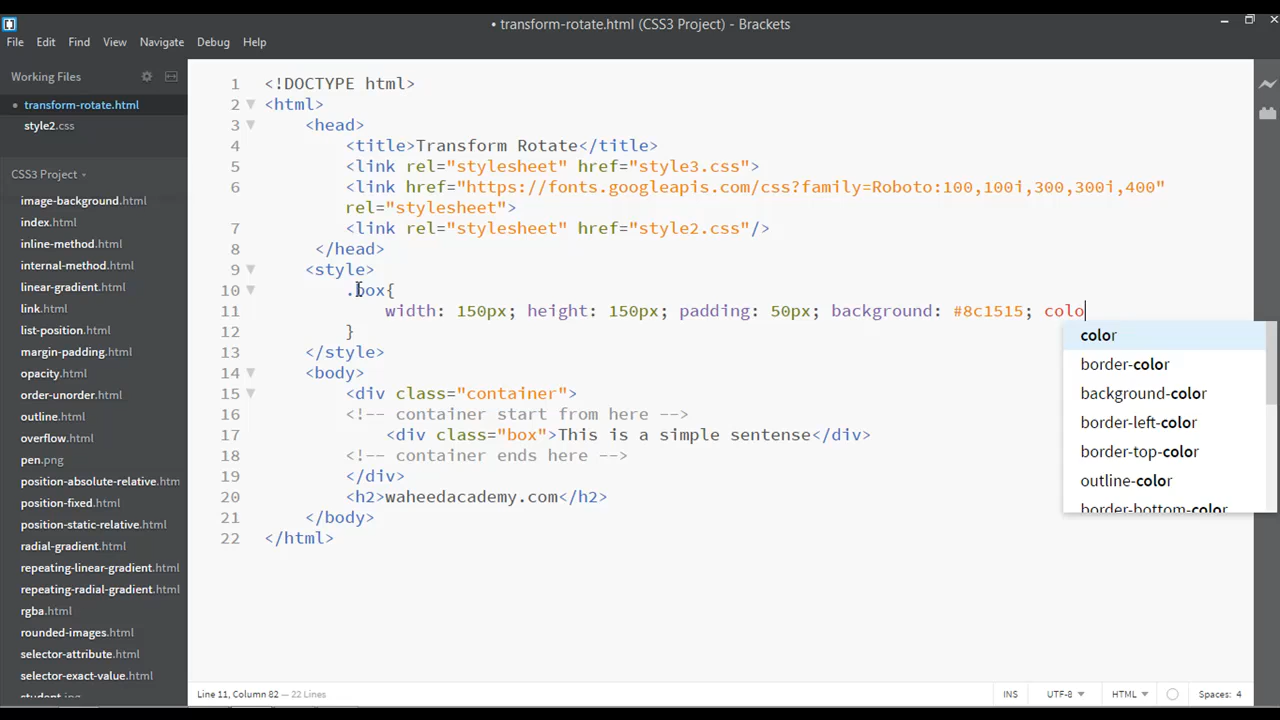 • transform-rotate.html (CSS3 Project) - Brackets
File Edit Find View Navigate Debug Help
Working Files
• transform-rotate.html
style2.css
CSS3 Project
image-background.html
index.html
inline-method.html
internal-method.html
linear-gradient.html
link.html
list-position.html
margin-padding.html
opacity.html
order-unorder.html
outline.html
overflow.html
pen.png
position-absolute-relative.htm
position-fixed.html
position-static-relative.html
radial-gradient.html
repeating-linear-gradient.html
repeating-radial-gradient.html
rgba.html
rounded-images.html
selector-attribute.html
selector-exact-value.html
student.jpg
1 <!DOCTYPE html>
2 <html>
3 <head>
4 <title>Transform Rotate</title>
5 <link rel="stylesheet" href="style3.css">
6 <link href="https://fonts.googleapis.com/css?family=Roboto:100,100i,300,300i,400"
rel="stylesheet">
7 <link rel="stylesheet" href="style2.css"/>
8 </head>
9 <style>
10 .box{
11 width: 150px; height: 150px; padding: 50px; background: #8c1515; colo
12 }
13 </style>
14 <body>
15 <div class="container">
16 <!-- container start from here -->
17 <div class="box">This is a simple sentense</div>
18 <!-- container ends here -->
19 </div>
20 <h2>waheedacademy.com</h2>
21 </body>
22 </html>
color
border-color
background-color
border-left-color
border-top-color
outline-color
border-bottom-color
Line 11, Column 82 — 22 Lines
INS UTF-8 HTML Spaces: 4